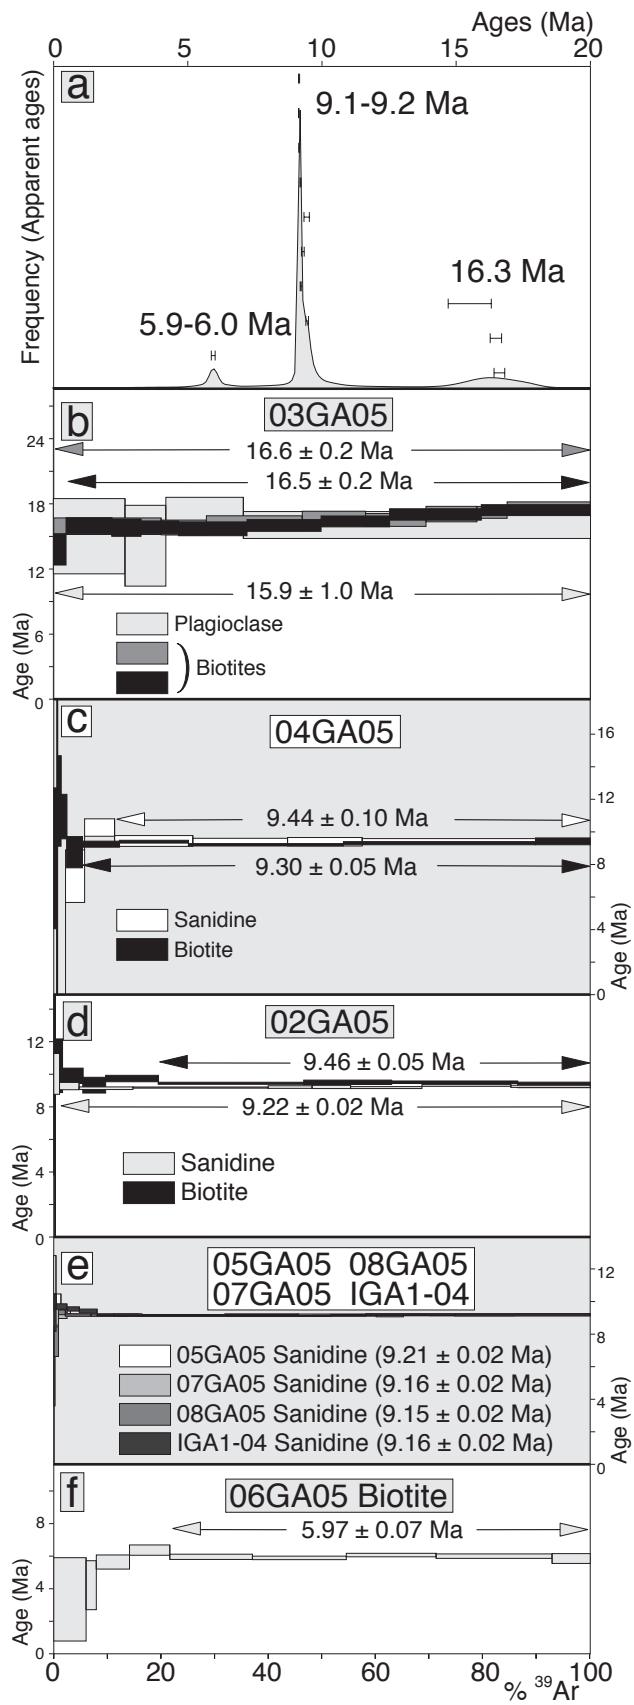 Ages (Ma)
0 5 10 15 20
a
Frequency (Apparent ages)
9.1-9.2 Ma
16.3 Ma
5.9-6.0 Ma
b
03GA05
24
16.6 ± 0.2 Ma
16.5 ± 0.2 Ma
18
12
15.9 ± 1.0 Ma
Plagioclase
6
Biotites
Age (Ma)
0
c
04GA05
16
12
9.44 ± 0.10 Ma
8
9.30 ± 0.05 Ma
Sanidine
Biotite
4
Age (Ma)
0
d
02GA05
12
9.46 ± 0.05 Ma
8
9.22 ± 0.02 Ma
Sanidine
Biotite
4
Age (Ma)
0
e
05GA05 08GA05
07GA05 IGA1-04
12
8
05GA05 Sanidine (9.21 ± 0.02 Ma)
07GA05 Sanidine (9.16 ± 0.02 Ma)
08GA05 Sanidine (9.15 ± 0.02 Ma)
IGA1-04 Sanidine (9.16 ± 0.02 Ma)
4
Age (Ma)
0
f
06GA05 Biotite
8
5.97 ± 0.07 Ma
4
Age (Ma)
0
0 20 40 60 80 100
% ³⁹Ar